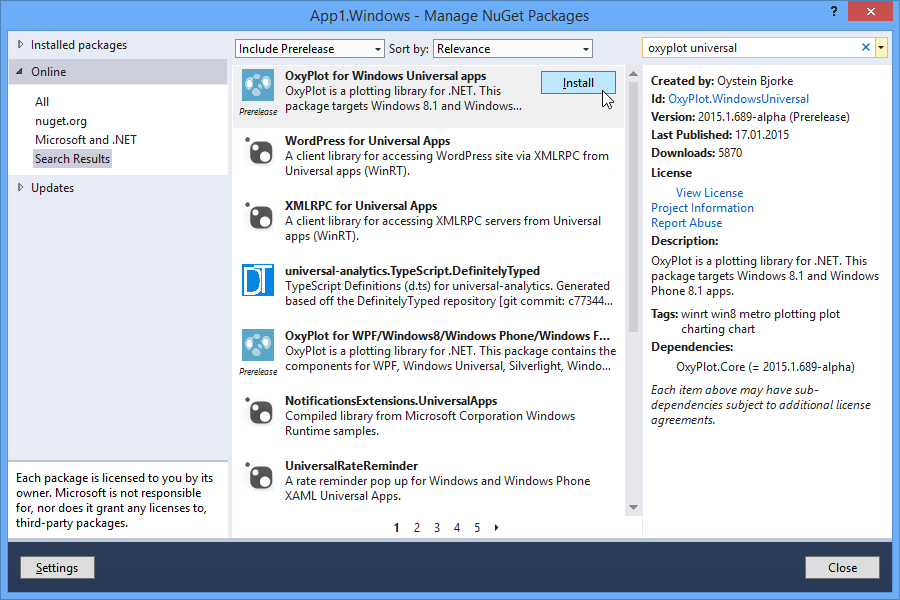 App1.Windows - Manage NuGet Packages
?
Installed packages
Online
All
nuget.org
Microsoft and .NET
Search Results
Updates
Each package is licensed to you by its
owner. Microsoft is not responsible
for, nor does it grant any licenses to,
third-party packages.
Include Prerelease
Sort by:
Relevance
OxyPlot for Windows Universal apps
OxyPlot is a plotting library for .NET. This
package targets Windows 8.1 and Windows...
Prerelease
Install
WordPress for Universal Apps
A client library for accessing WordPress site via XMLRPC from
Universal apps (WinRT).
XMLRPC for Universal Apps
A client library for accessing XMLRPC servers from Universal
apps (WinRT).
DT
universal-analytics.TypeScript.DefinitelyTyped
TypeScript Definitions (d.ts) for universal-analytics. Generated
based off the DefinitelyTyped repository [git commit: c77344...
OxyPlot for WPF/Windows8/Windows Phone/Windows F...
OxyPlot is a plotting library for .NET. This package contains the
components for WPF, Windows Universal, Silverlight, Windo...
Prerelease
NotificationsExtensions.UniversalApps
Compiled library from Microsoft Corporation Windows
Runtime samples.
UniversalRateReminder
A rate reminder pop up for Windows and Windows Phone
XAML Universal Apps.
1 2 3 4 5
oxyplot universal
Created by: Oystein Bjorke
Id: OxyPlot.WindowsUniversal
Version: 2015.1.689-alpha (Prerelease)
Last Published: 17.01.2015
Downloads: 5870
License
View License
Project Information
Report Abuse
Description:
OxyPlot is a plotting library for .NET. This
package targets Windows 8.1 and Windows
Phone 8.1 apps.
Tags: winrt win8 metro plotting plot
charting chart
Dependencies:
OxyPlot.Core (= 2015.1.689-alpha)
Each item above may have sub-
dependencies subject to additional license
agreements.
Settings
Close